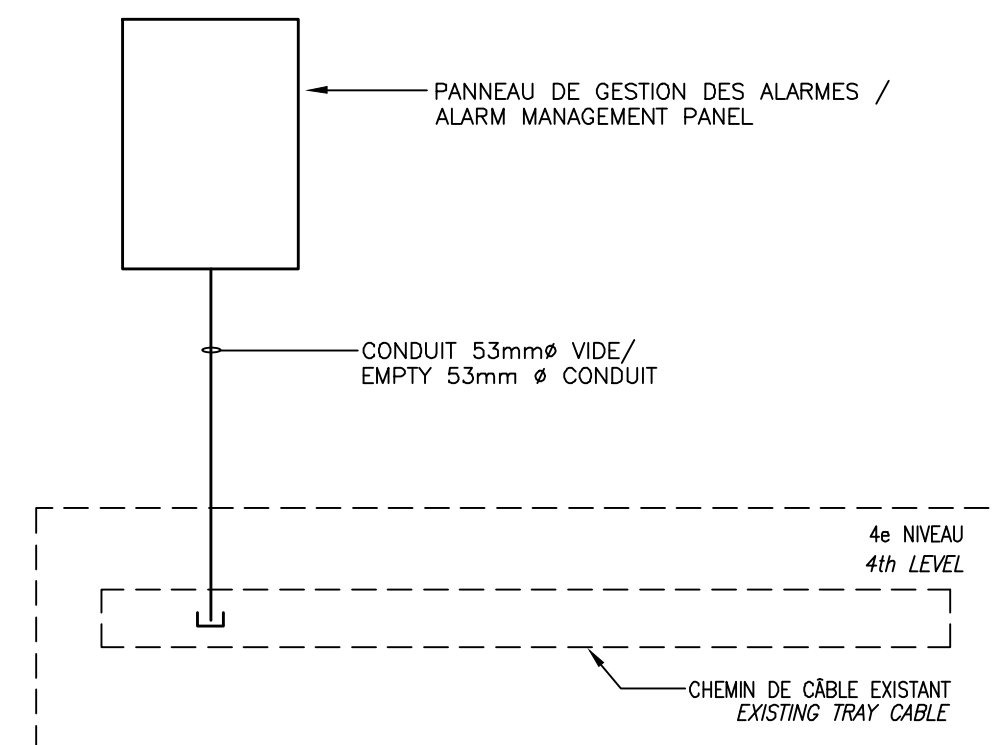 PANNEAU DE GESTION DES ALARMES /
ALARM MANAGEMENT PANEL
CONDUIT 53mmø VIDE/
EMPTY 53mm ø CONDUIT
4e NIVEAU
4th LEVEL
CHEMIN DE CÂBLE EXISTANT
EXISTING TRAY CABLE